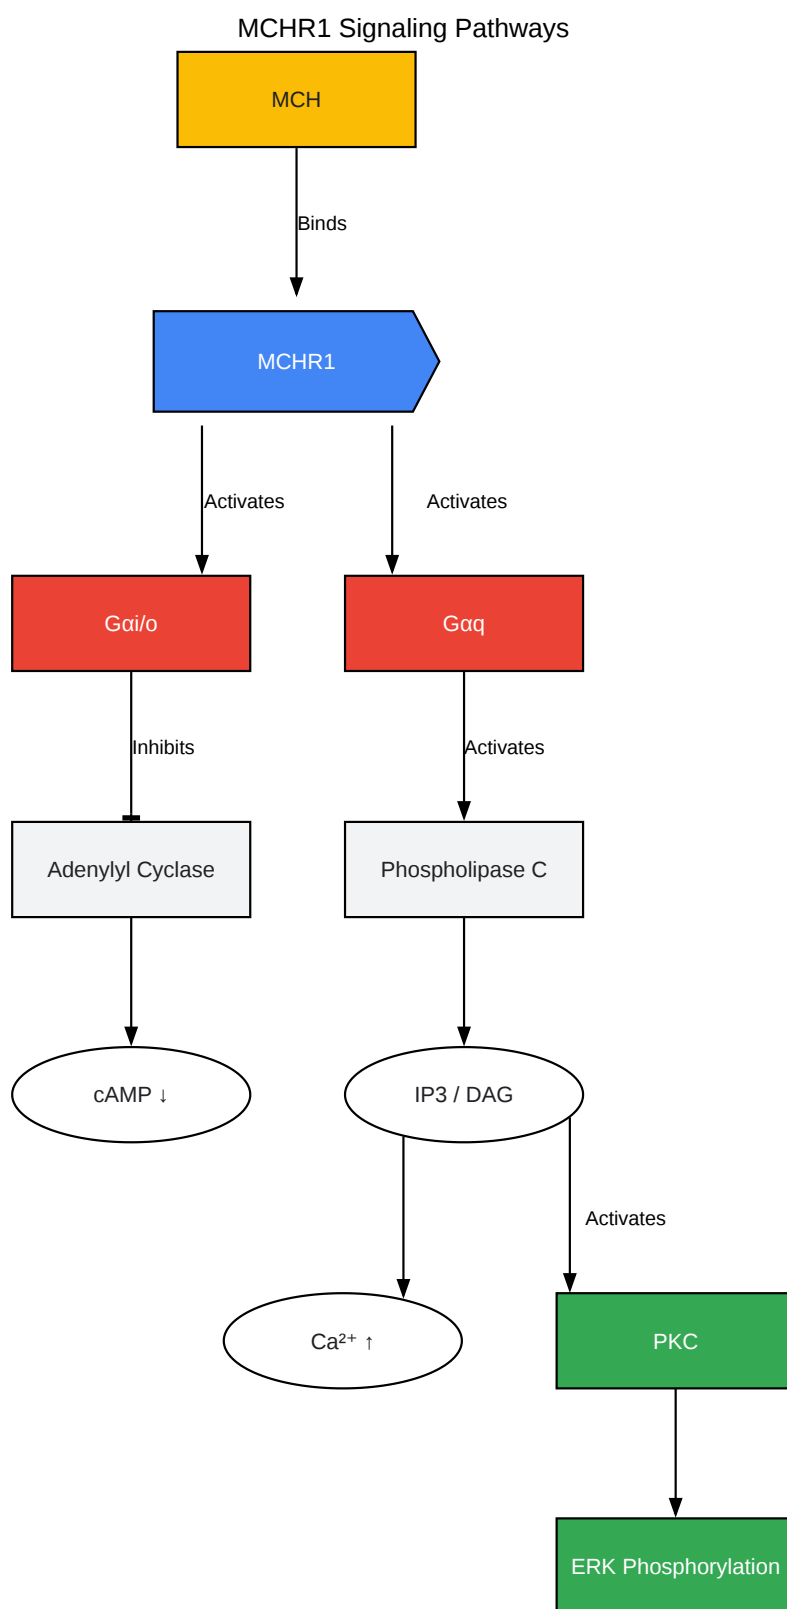 MCHR1 Signaling Pathways
MCH
Binds
MCHR1
Activates
Activates
Gαi/o
Gαq
Inhibits
Activates
Adenylyl Cyclase
Phospholipase C
cAMP ↓
IP3 / DAG
Activates
Ca²⁺ ↑
PKC
ERK Phosphorylation